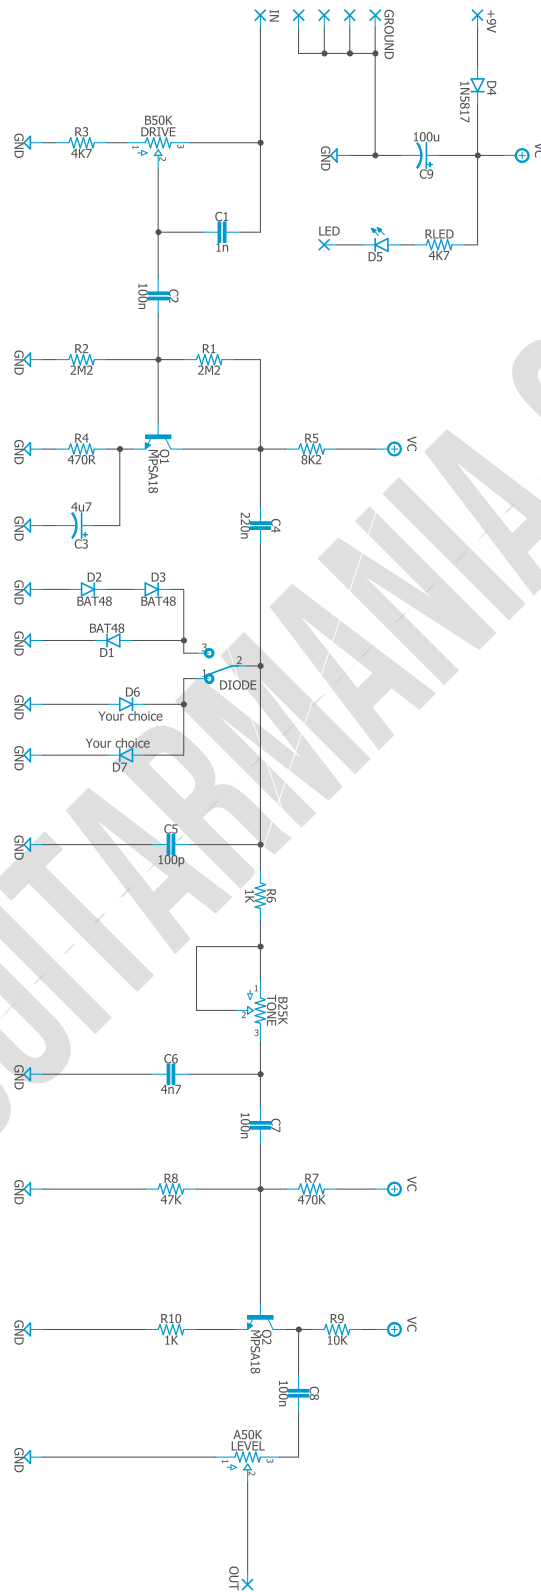 IN
GROUND
+9V
D4
1N5817
VC
100u
C9
GND
LED
D5
RLED
4K7
B50K
DRIVE
1
2
3
R3
4K7
GND
C1
1n
C2
100n
R2
2M2
GND
R1
2M2
R4
470R
GND
Q1
MPSA18
R5
8K2
VC
4u7
C3
GND
C4
220n
D2
BAT48
D3
BAT48
GND
BAT48
D1
GND
3
2
1
DIODE
D6
Your choice
GND
Your choice
D7
GND
C5
100p
GND
R6
1K
1
2
3
B25K
TONE
C6
4n7
GND
C7
100n
R8
47K
GND
R7
470K
VC
R10
1K
GND
Q2
MPSA18
R9
10K
VC
C8
100n
A50K
LEVEL
1
2
3
GND
OUT